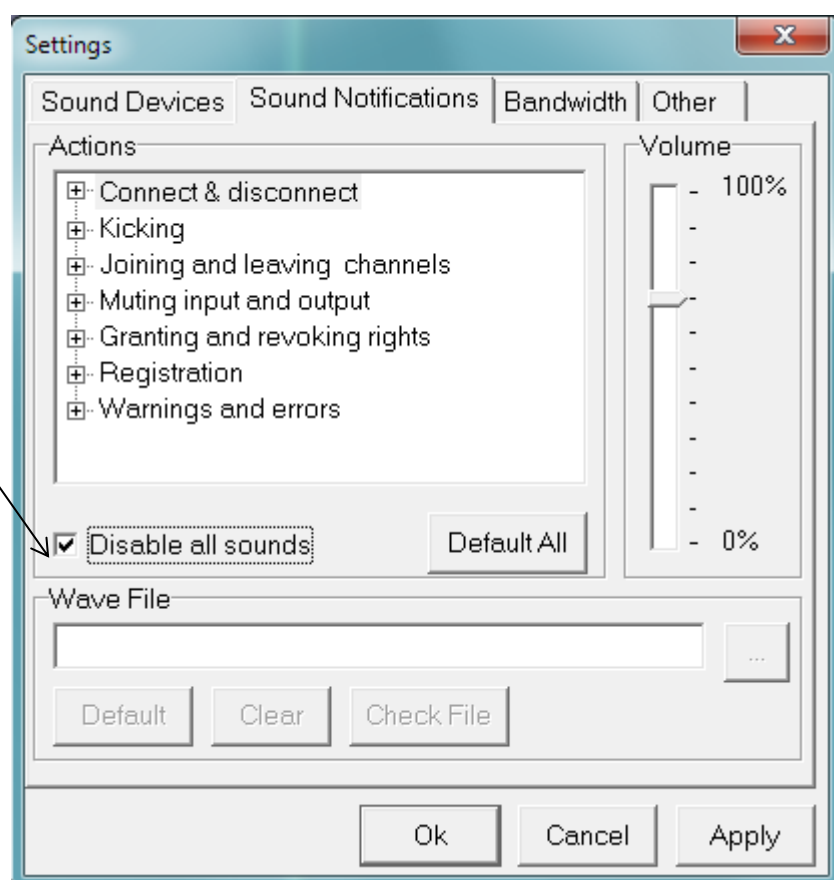 Settings
Sound Devices Sound Notifications Bandwidth Other
Actions
Connect & disconnect
Kicking
Joining and leaving channels
Muting input and output
Granting and revoking rights
Registration
Warnings and errors
Disable all sounds
Default All
Volume
100%
0%
Wave File
...
Default Clear Check File
Ok Cancel Apply